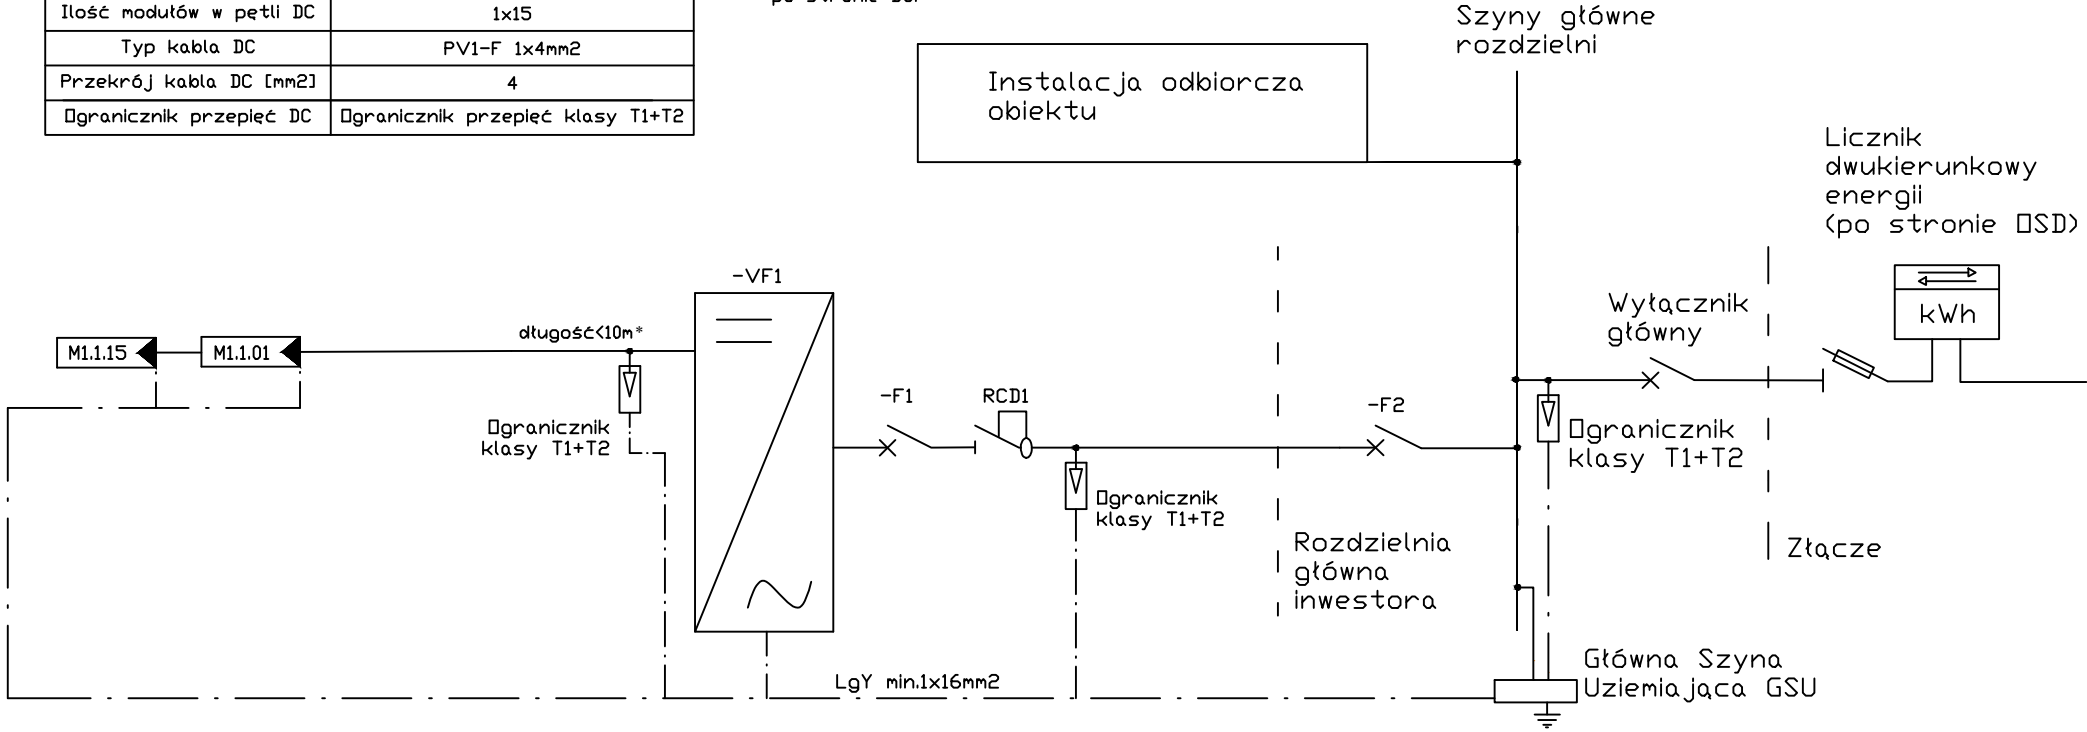 Ilość modułów w pętli DC 1x15
Typ kabla DC PV1-F 1x4mm2
Przekrój kabla DC [mm2] 4
Ogranicznik przepięć DC Ogranicznik przepięć klasy T1+T2
Szyny główne
rozdzielni
Instalacja odbiorcza
obiektu
Licznik
dwukierunkowy
energii
(po stronie OSD)
kWh
Wyłącznik
główny
-VF1
długość<10m*
M1.1.15
M1.1.01
Ogranicznik
klasy T1+T2
-F1
RCD1
-F2
Ogranicznik
klasy T1+T2
Ogranicznik
klasy T1+T2
Rozdzielnia
główna
inwestora
Złącze
LgY min.1x16mm2
Główna Szyna
Uziemiająca GSU